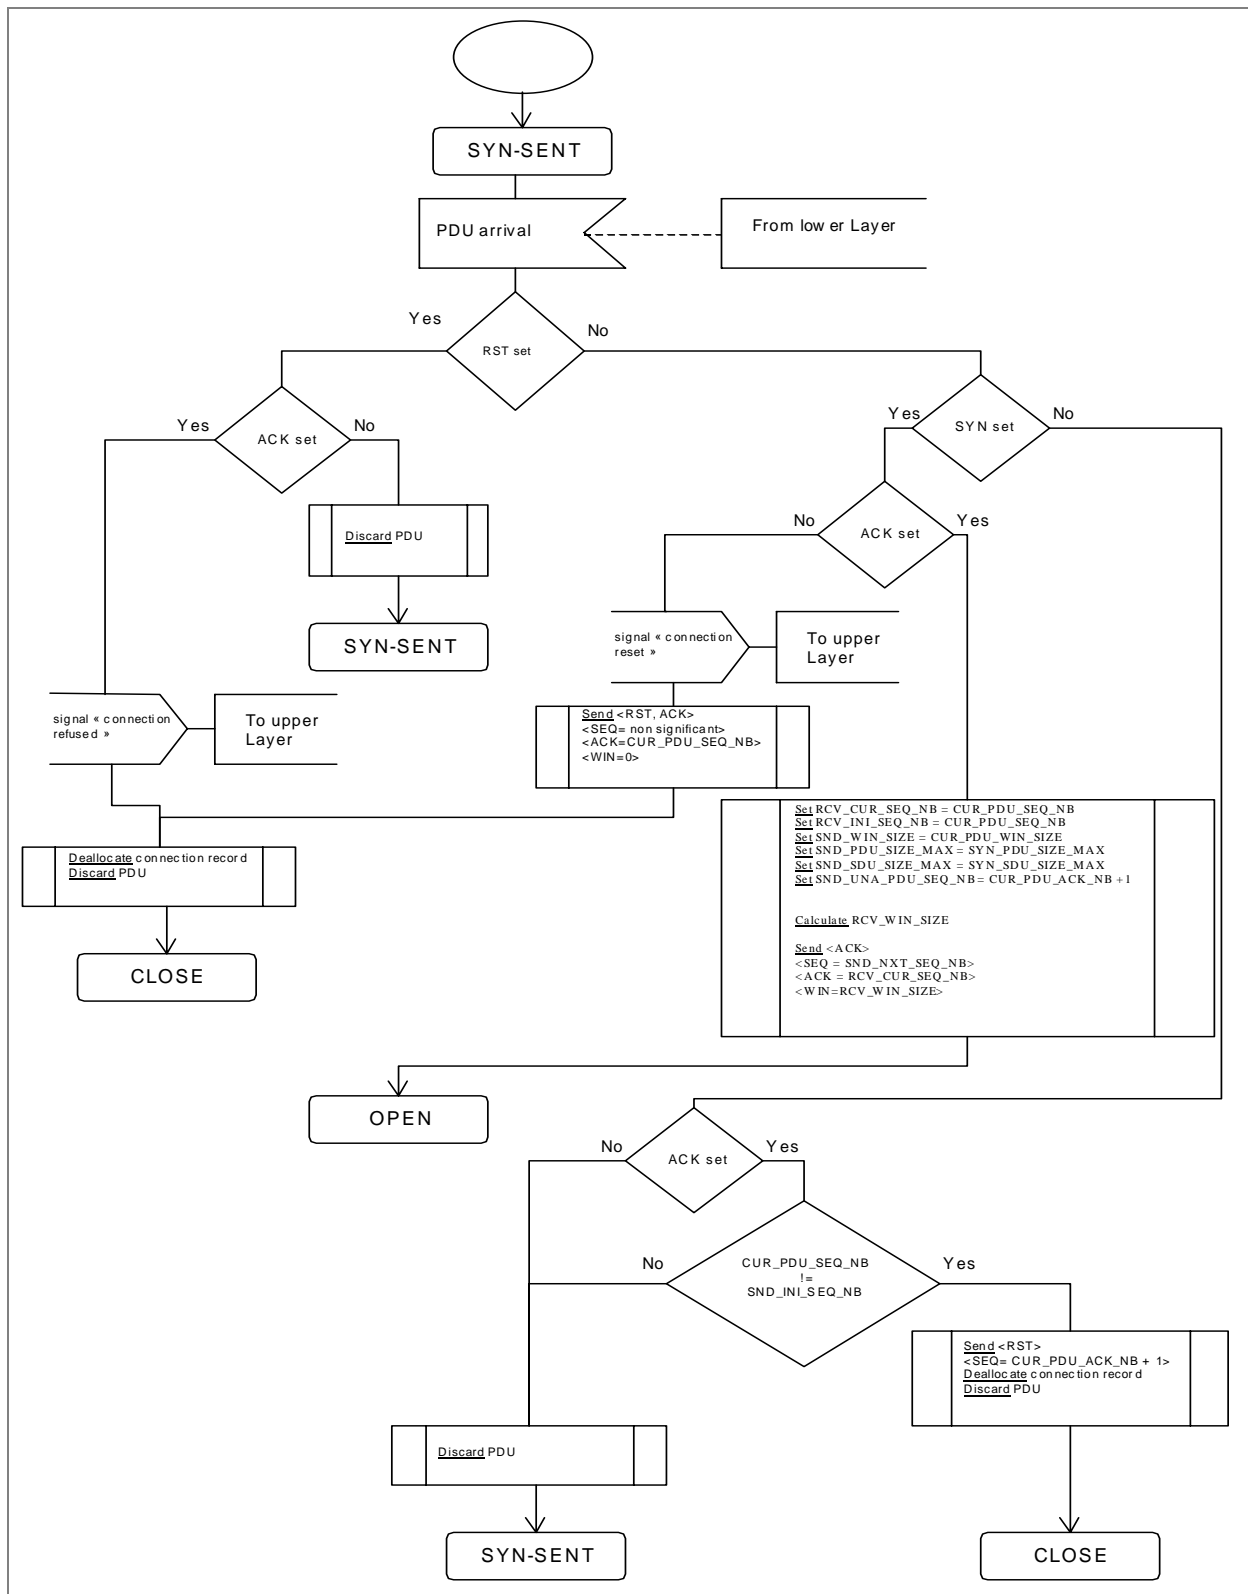 SYN-SENT
PDU arrival
From lower Layer
Yes
No
RST set
Yes
No
ACK set
Yes
No
SYN set
No
Yes
ACK set
Discard PDU
SYN-SENT
signal « connection
reset »
To upper
Layer
signal « connection
refused »
To upper
Layer
Send <RST, ACK>
<SEQ= non significant>
<ACK=CUR_PDU_SEQ_NB>
<WIN=0>
Set RCV_CUR_SEQ_NB = CUR_PDU_SEQ_NB
Set RCV_INI_SEQ_NB = CUR_PDU_SEQ_NB
Set SND_WIN_SIZE = CUR_PDU_WIN_SIZE
Set SND_PDU_SIZE_MAX = SYN_PDU_SIZE_MAX
Set SND_SDU_SIZE_MAX = SYN_SDU_SIZE_MAX
Set SND_UNA_PDU_SEQ_NB = CUR_PDU_ACK_NB +1
Calculate RCV_WIN_SIZE
Send <ACK>
<SEQ = SND_NXT_SEQ_NB>
<ACK = RCV_CUR_SEQ_NB>
<WIN=RCV_WIN_SIZE>
Deallocate connection record
Discard PDU
CLOSE
OPEN
No
Yes
ACK set
No
Yes
CUR_PDU_SEQ_NB
!=
SND_INI_SEQ_NB
Send <RST>
<SEQ= CUR_PDU_ACK_NB + 1>
Deallocate connection record
Discard PDU
Discard PDU
SYN-SENT
CLOSE